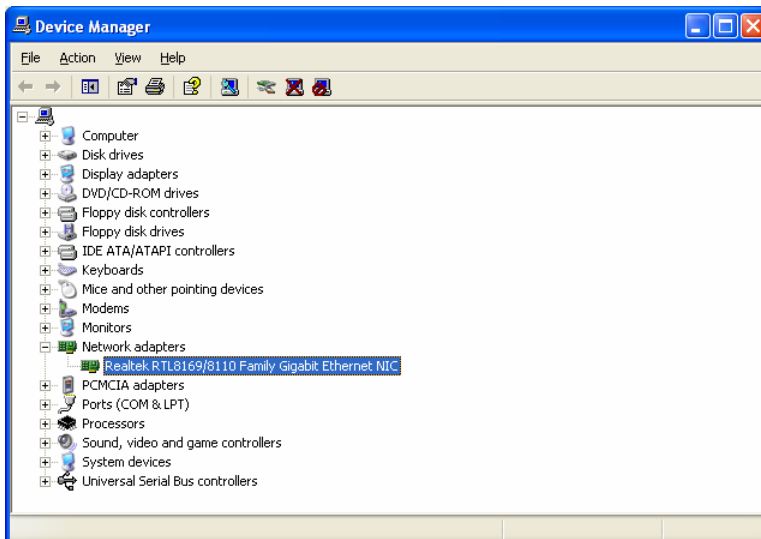 Device Manager
File Action View Help
Computer
Disk drives
Display adapters
DVD/CD-ROM drives
Floppy disk controllers
Floppy disk drives
IDE ATA/ATAPI controllers
Keyboards
Mice and other pointing devices
Modems
Monitors
Network adapters
Realtek RTL8169/8110 Family Gigabit Ethernet NIC
PCMCIA adapters
Ports (COM & LPT)
Processors
Sound, video and game controllers
System devices
Universal Serial Bus controllers